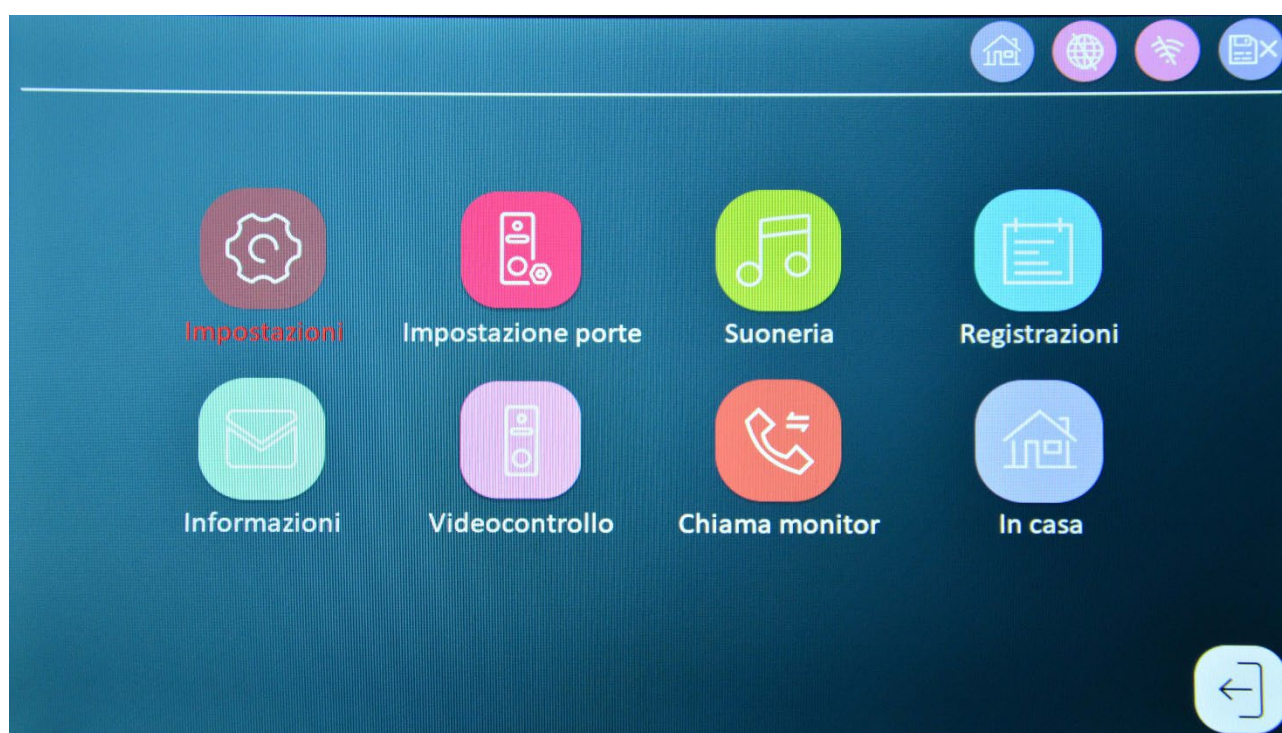 Impostazioni
Impostazione porte
Suoneria
Registrazioni
Informazioni
Videocontrollo
Chiama monitor
In casa